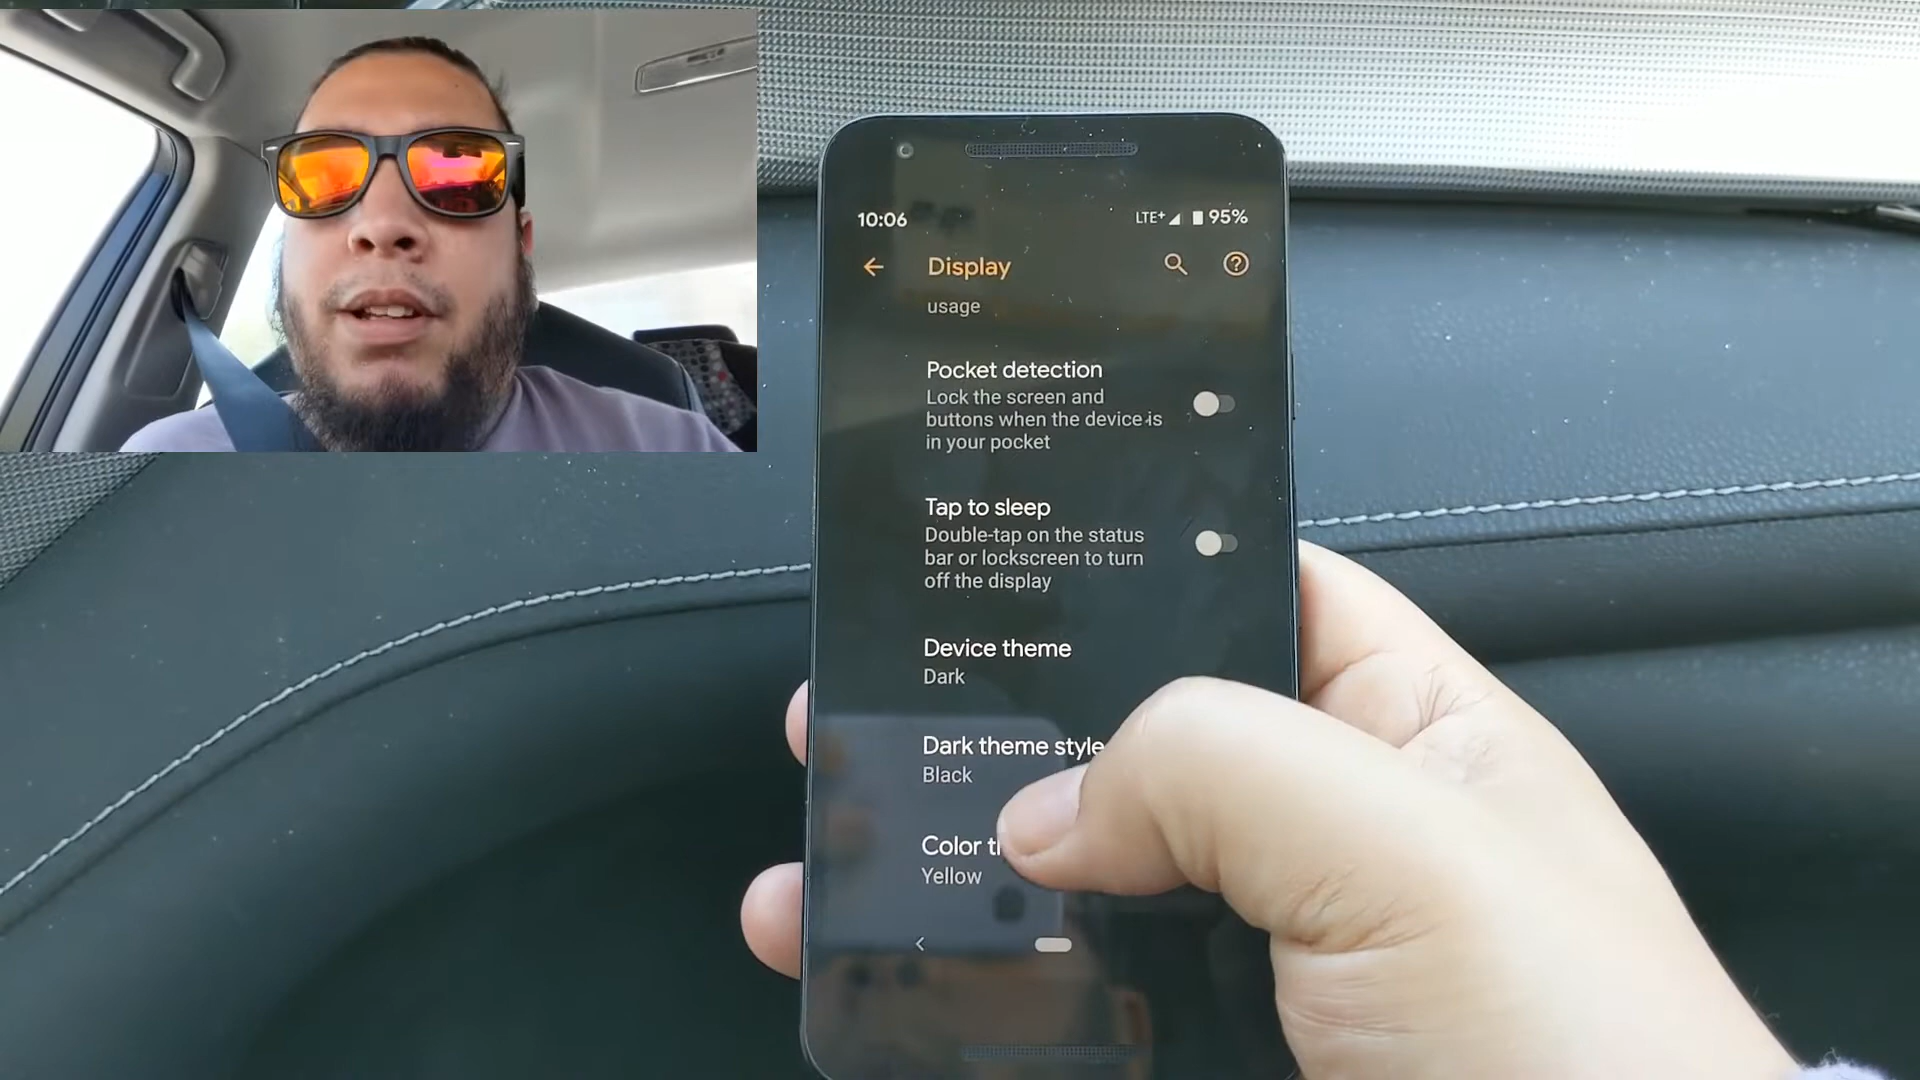 10:06
LTE+
95%
Display
usage
Pocket detection
Lock the screen and
buttons when the device is
in your pocket
Tap to sleep
Double-tap on the status
bar or lockscreen to turn
off the display
Device theme
Dark
Dark theme style
Black
Color
Yellow